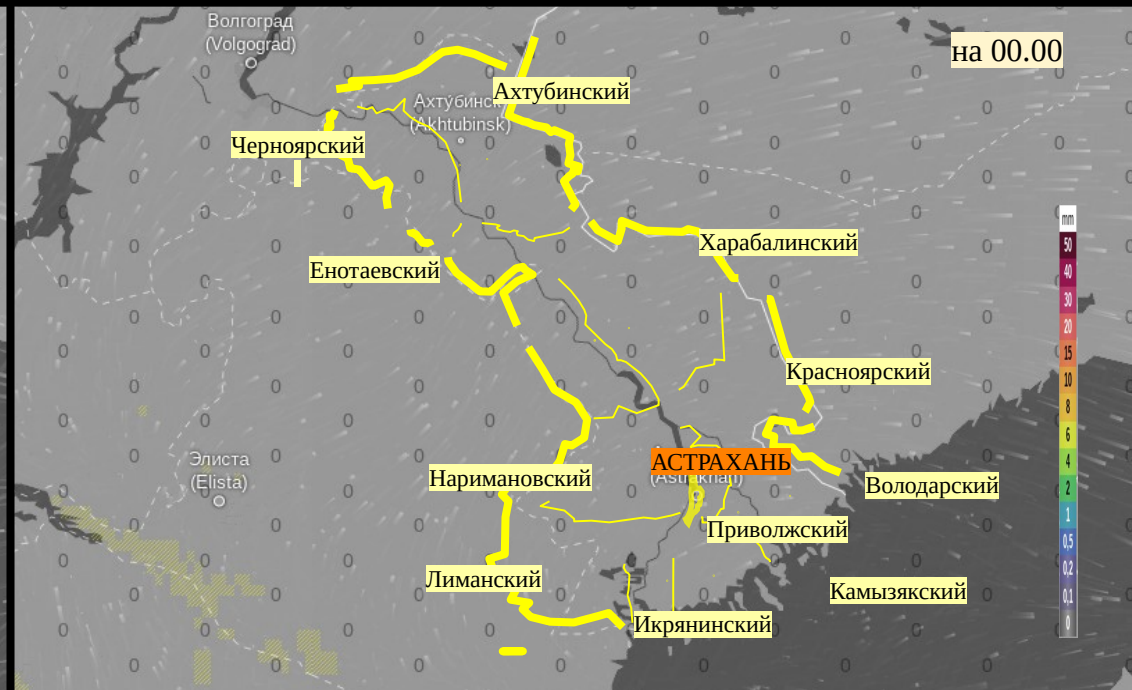 Волгоград
(Volgograd)
на 00.00
Ахтубинский
Ахтубинск
(Akhtubinsk)
Черноярский
Харабалинский
Енотаевский
mm
50
40
30
20
15
10
8
6
4
2
1
0,5
0,2
0,1
0
Красноярский
Элиста
(Elista)
АСТРАХАНЬ
(Astrakhan)
Наримановский
Володарский
Приволжский
Лиманский
Камызякский
Икрянинский